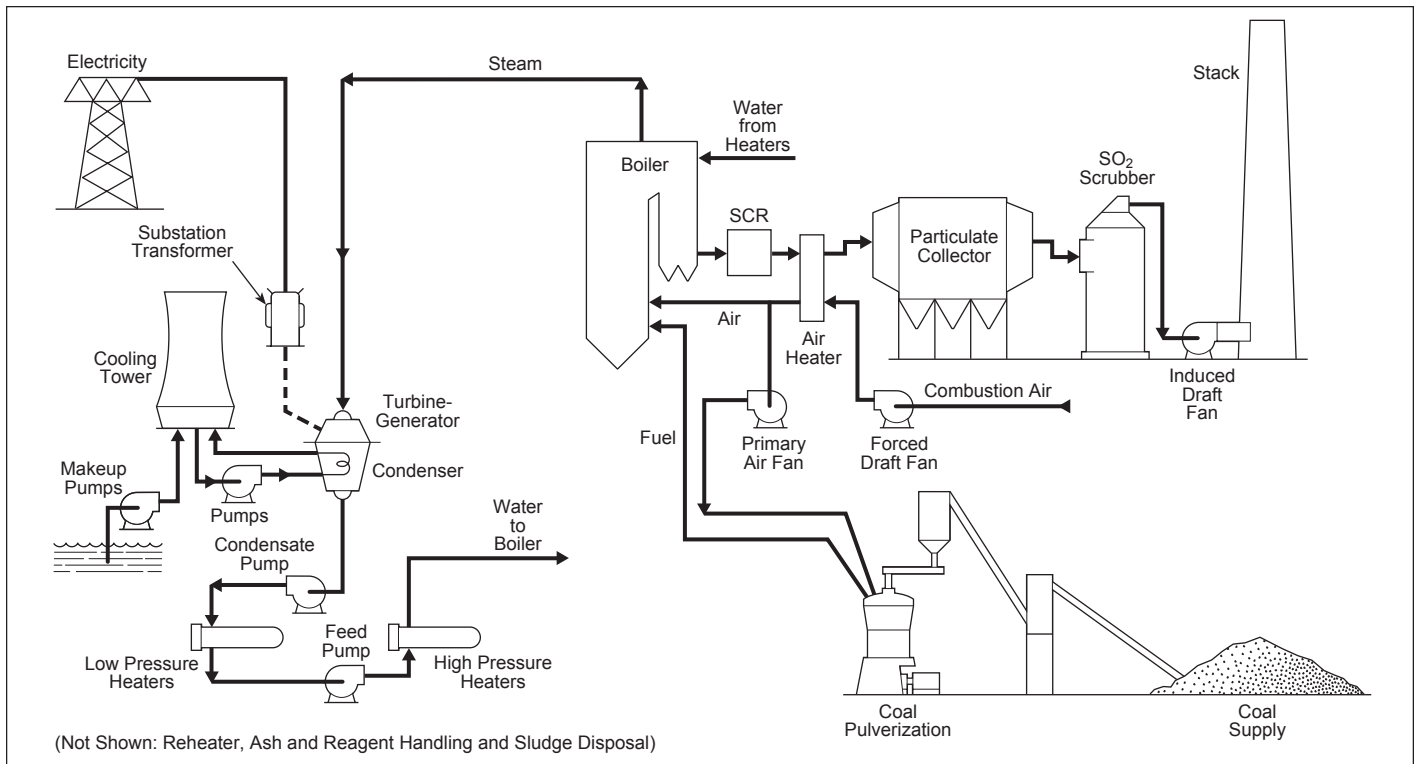 Electricity
Steam
Stack
Water
from
Heaters
Boiler
SO₂
Scrubber
SCR
Particulate
Collector
Substation
Transformer
Air
Air
Heater
Cooling
Tower
Induced
Draft
Fan
Combustion Air
Turbine-
Generator
Fuel
Primary
Air Fan
Forced
Draft Fan
Condenser
Makeup
Pumps
Pumps
Water
to
Boiler
Condensate
Pump
Feed
Pump
Low Pressure
Heaters
High Pressure
Heaters
Coal
Pulverization
Coal
Supply
(Not Shown: Reheater, Ash and Reagent Handling and Sludge Disposal)